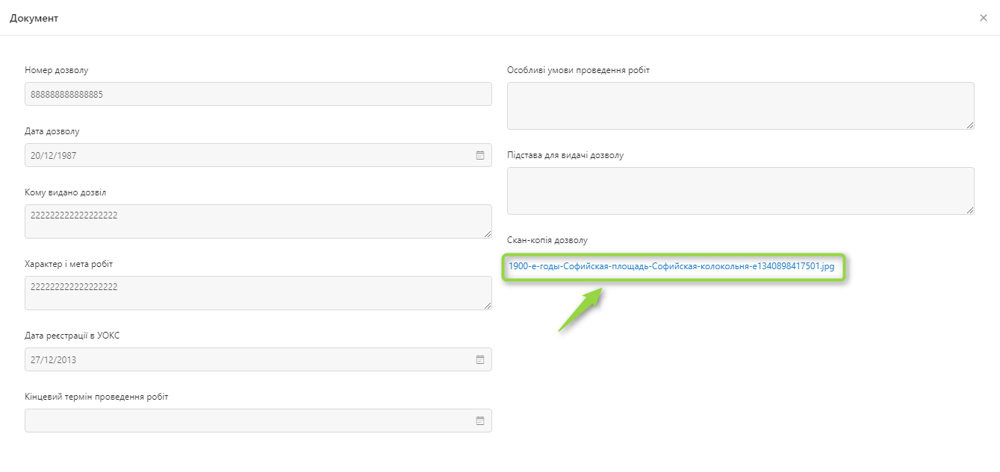 Документ
Номер дозволу
888888888888885
Дата дозволу
20/12/1987
Кому видано дозвіл
222222222222222222
Характер і мета робіт
222222222222222222
Дата реєстрації в УОКС
27/12/2013
Кінцевий термін проведення робіт
Особливі умови проведення робіт
Підстава для видачі дозволу
Скан-копія дозволу
1900-е-годы-Софийская-площадь-Софийская-колокольня-e1340898417501.jpg